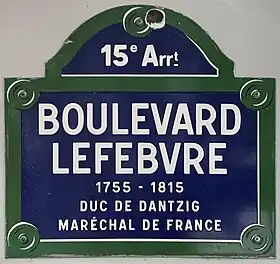 15e Arrt
BOULEVARD
LEFEBVRE
1755 - 1815
DUC DE DANTZIG
MARÉCHAL DE FRANCE